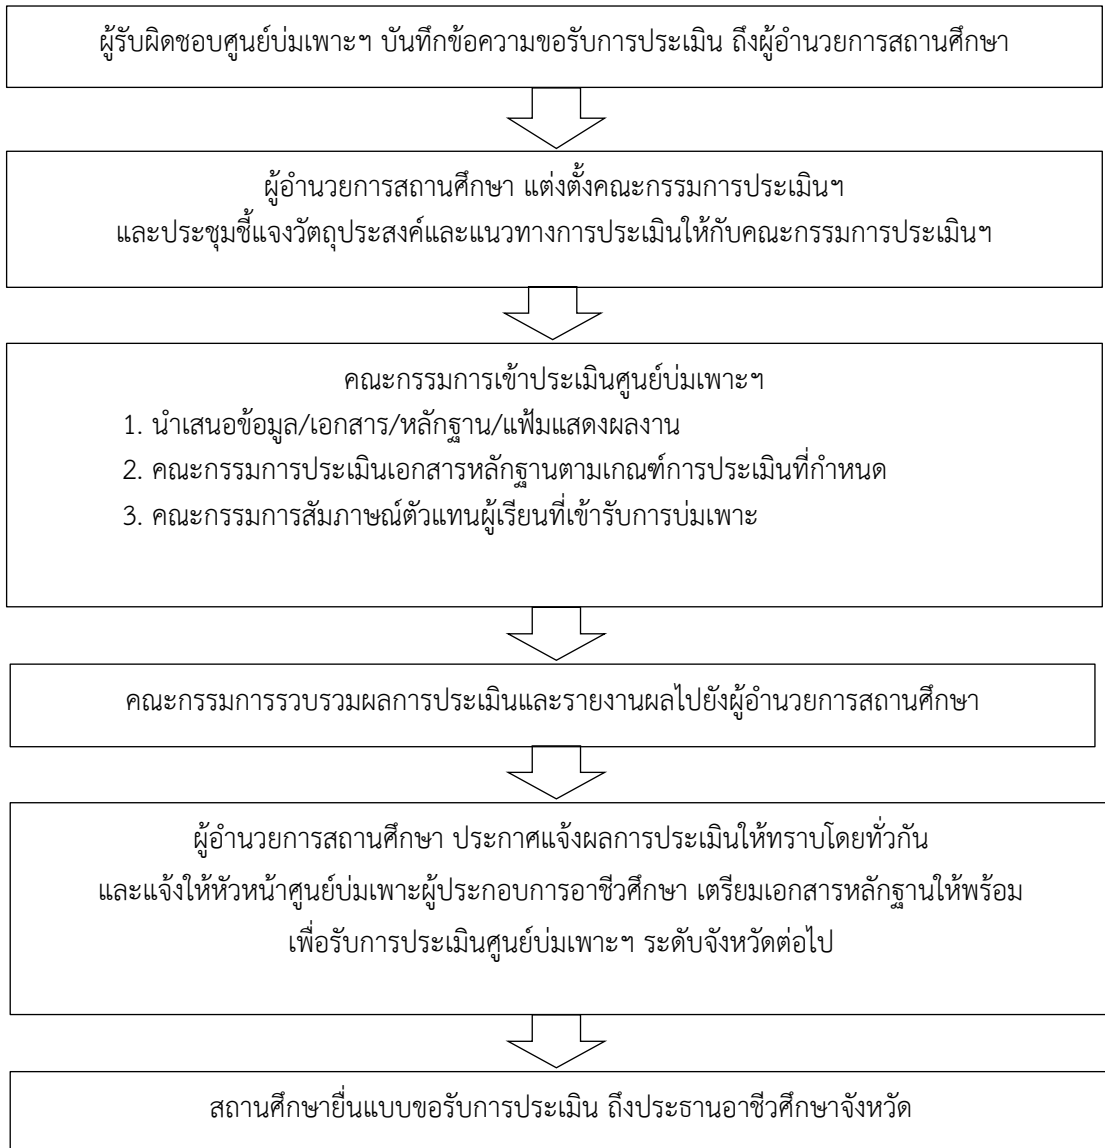 ผู้รับผิดชอบศูนย์บ่มเพาะฯ บันทึกข้อความขอรับการประเมิน ถึงผู้อำนวยการสถานศึกษา
ผู้อำนวยการสถานศึกษา แต่งตั้งคณะกรรมการประเมินฯ
และประชุมชี้แจงวัตถุประสงค์และแนวทางการประเมินให้กับคณะกรรมการประเมินฯ
คณะกรรมการเข้าประเมินศูนย์บ่มเพาะฯ
1. นำเสนอข้อมูล/เอกสาร/หลักฐาน/แฟ้มแสดงผลงาน
2. คณะกรรมการประเมินเอกสารหลักฐานตามเกณฑ์การประเมินที่กำหนด
3. คณะกรรมการสัมภาษณ์ตัวแทนผู้เรียนที่เข้ารับการบ่มเพาะ
คณะกรรมการรวบรวมผลการประเมินและรายงานผลไปยังผู้อำนวยการสถานศึกษา
ผู้อำนวยการสถานศึกษา ประกาศแจ้งผลการประเมินให้ทราบโดยทั่วกัน
และแจ้งให้หัวหน้าศูนย์บ่มเพาะผู้ประกอบการอาชีวศึกษา เตรียมเอกสารหลักฐานให้พร้อม
เพื่อรับการประเมินศูนย์บ่มเพาะฯ ระดับจังหวัดต่อไป
สถานศึกษายื่นแบบขอรับการประเมิน ถึงประธานอาชีวศึกษาจังหวัด